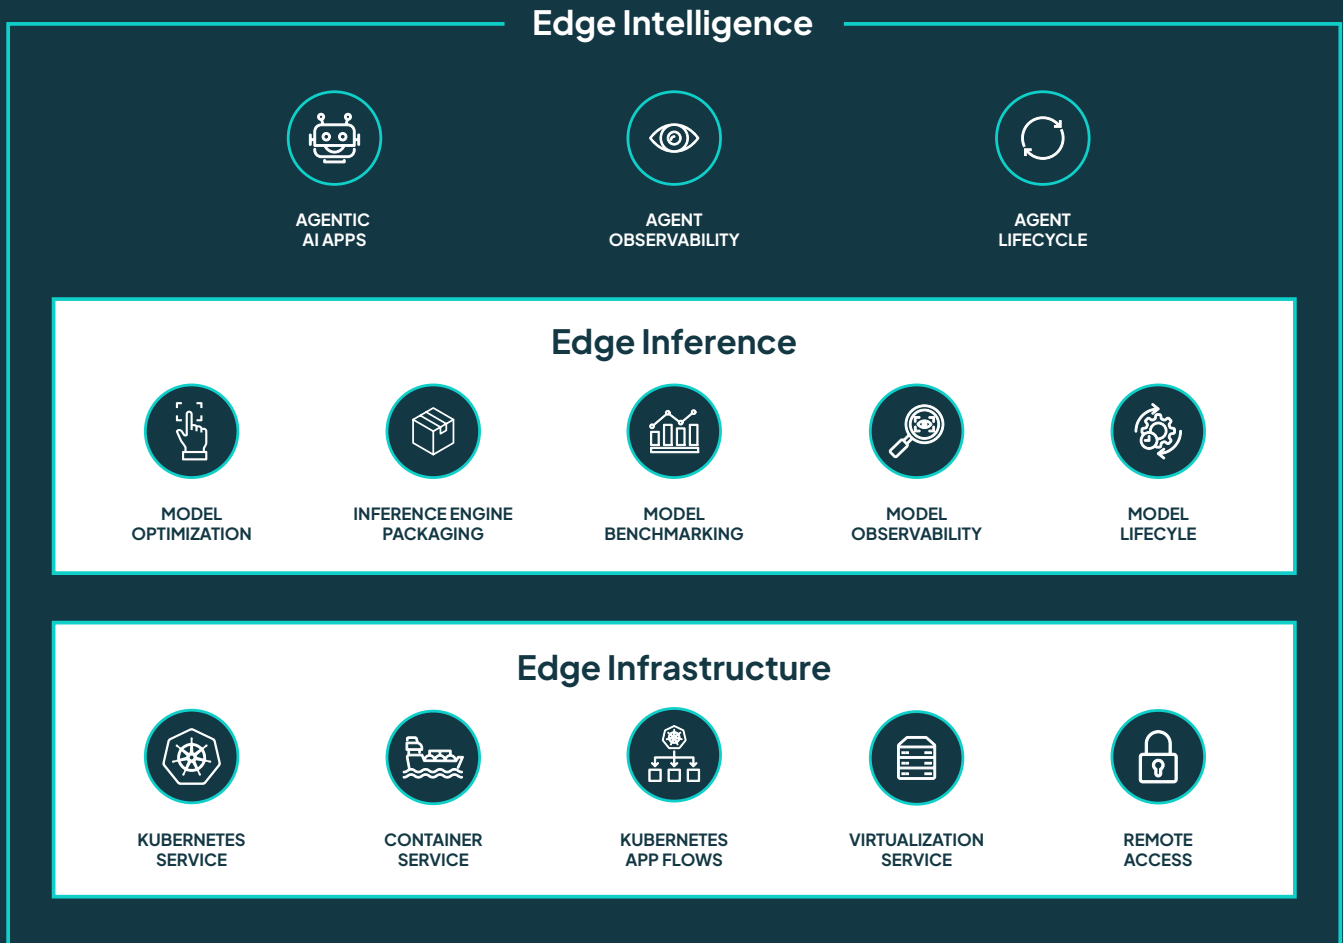 Edge Intelligence
AGENTIC
AI APPS
AGENT
OBSERVABILITY
AGENT
LIFECYCLE
Edge Inference
MODEL
OPTIMIZATION
INFERENCE ENGINE
PACKAGING
MODEL
BENCHMARKING
MODEL
OBSERVABILITY
MODEL
LIFECYLE
Edge Infrastructure
KUBERNETES
SERVICE
CONTAINER
SERVICE
KUBERNETES
APP FLOWS
VIRTUALIZATION
SERVICE
REMOTE
ACCESS